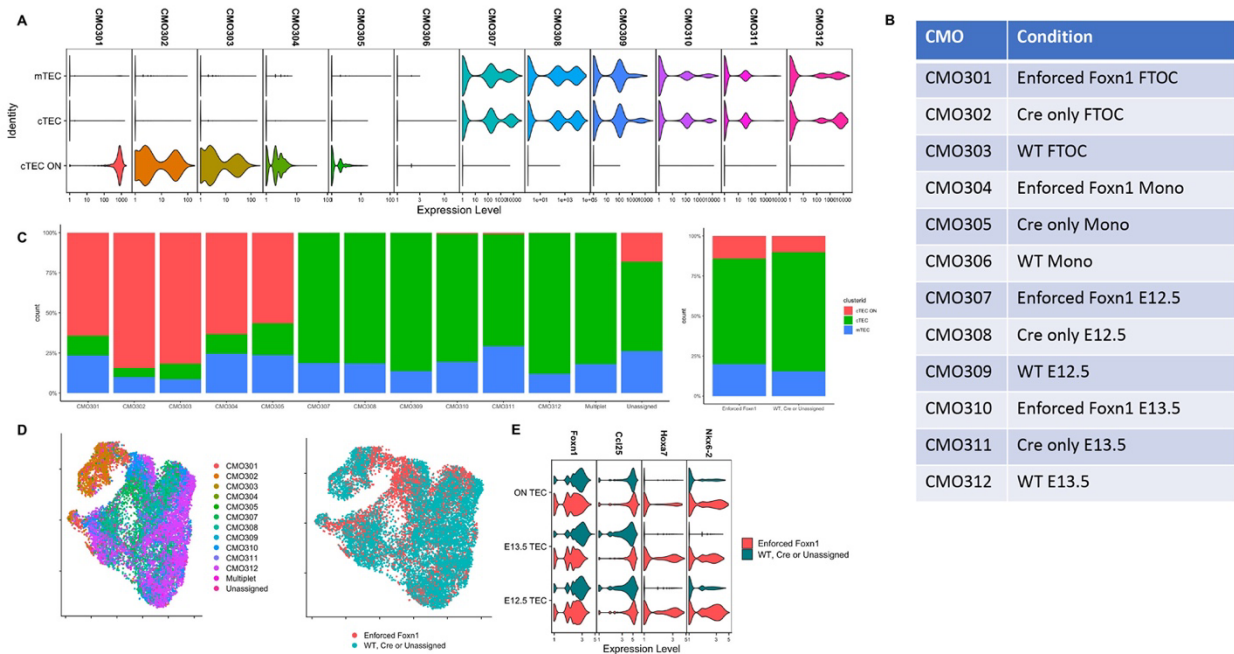 A
CMO301 CMO302 CMO303 CMO304 CMO305 CMO306 CMO307 CMO308 CMO309 CMO310 CMO311 CMO312
Identity
mTEC
cTEC
cTEC ON
Expression Level
B
CMO Condition
CMO301 Enforced Foxn1 FTOC
CMO302 Cre only FTOC
CMO303 WT FTOC
CMO304 Enforced Foxn1 Mono
CMO305 Cre only Mono
CMO306 WT Mono
CMO307 Enforced Foxn1 E12.5
CMO308 Cre only E12.5
CMO309 WT E12.5
CMO310 Enforced Foxn1 E13.5
CMO311 Cre only E13.5
CMO312 WT E13.5
C
100%
75%
50%
25%
0%
count
CMO301 CMO302 CMO303 CMO304 CMO305 CMO307 CMO308 CMO309 CMO310 CMO311 CMO312 Multiplet Unassigned
clusterid
cTEC ON
cTEC
mTEC
100%
75%
50%
25%
0%
count
Enforced Foxn1 WT, Cre or Unassigned
D
CMO301
CMO302
CMO303
CMO304
CMO305
CMO307
CMO308
CMO309
CMO310
CMO311
CMO312
Multiplet
Unassigned
Enforced Foxn1
WT, Cre or Unassigned
E
Foxn1 Ccl25 Hoxa7 Nkx6-2
ON TEC
E13.5 TEC
E12.5 TEC
Expression Level
Enforced Foxn1
WT, Cre or Unassigned